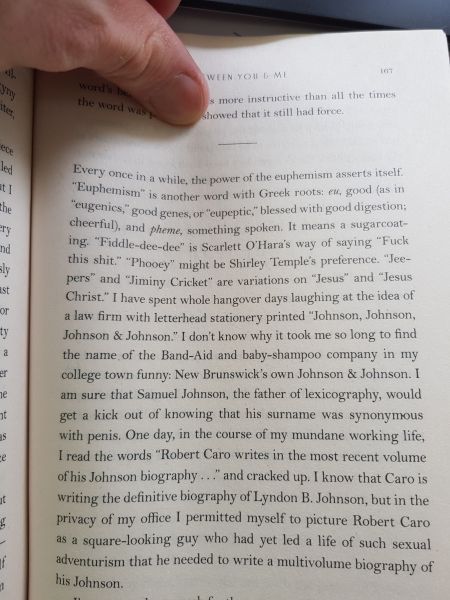 WEEN YOU & ME 167
word's be s more instructive than all the times
the word was showed that it still had force.
Every once in a while, the power of the euphemism asserts itself.
"Euphemism" is another word with Greek roots: eu, good (as in
"eugenics," good genes, or "eupeptic," blessed with good digestion;
cheerful), and pheme, something spoken. It means a sugarcoat-
ing. "Fiddle-dee-dee" is Scarlett O'Hara's way of saying "Fuck
this shit." "Phooey" might be Shirley Temple's preference. "Jee-
pers" and "Jiminy Cricket" are variations on "Jesus" and "Jesus
Christ." I have spent whole hangover days laughing at the idea of
a law firm with letterhead stationery printed "Johnson, Johnson,
Johnson & Johnson." I don't know why it took me so long to find
the name of the Band-Aid and baby-shampoo company in my
college town funny: New Brunswick's own Johnson & Johnson. I
am sure that Samuel Johnson, the father of lexicography, would
get a kick out of knowing that his surname was synonymous
with penis. One day, in the course of my mundane working life,
I read the words "Robert Caro writes in the most recent volume
of his Johnson biography . . ." and cracked up. I know that Caro is
writing the definitive biography of Lyndon B. Johnson, but in the
privacy of my office I permitted myself to picture Robert Caro
as a square-looking guy who had yet led a life of such sexual
adventurism that he needed to write a multivolume biography of
his Johnson.